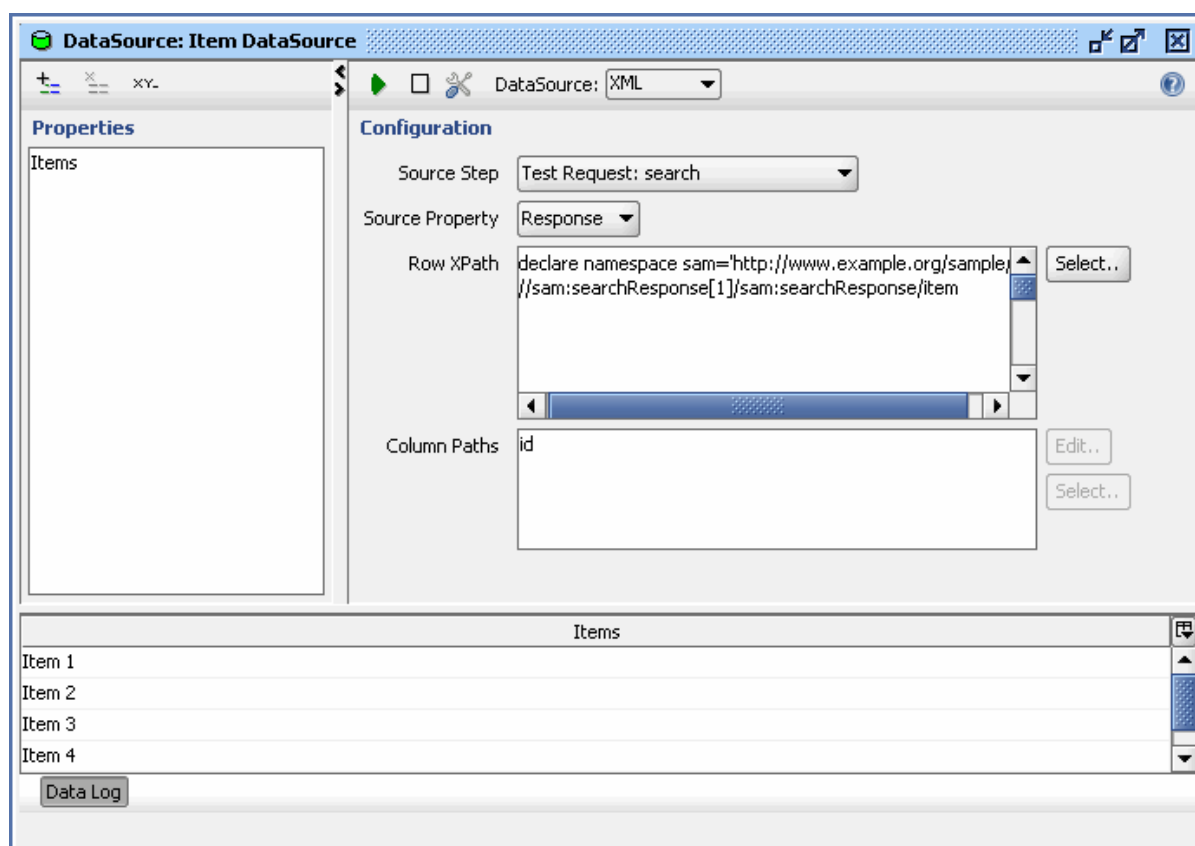 DataSource: Item DataSource
XY-
DataSource: XML
Properties
Items
Configuration
Source Step Test Request: search
Source Property Response
Row XPath
declare namespace sam='http://www.example.org/sample/
//sam:searchResponse[1]/sam:searchResponse/item
Select..
Column Paths
id
Edit..
Select..
Items
Item 1
Item 2
Item 3
Item 4
Data Log